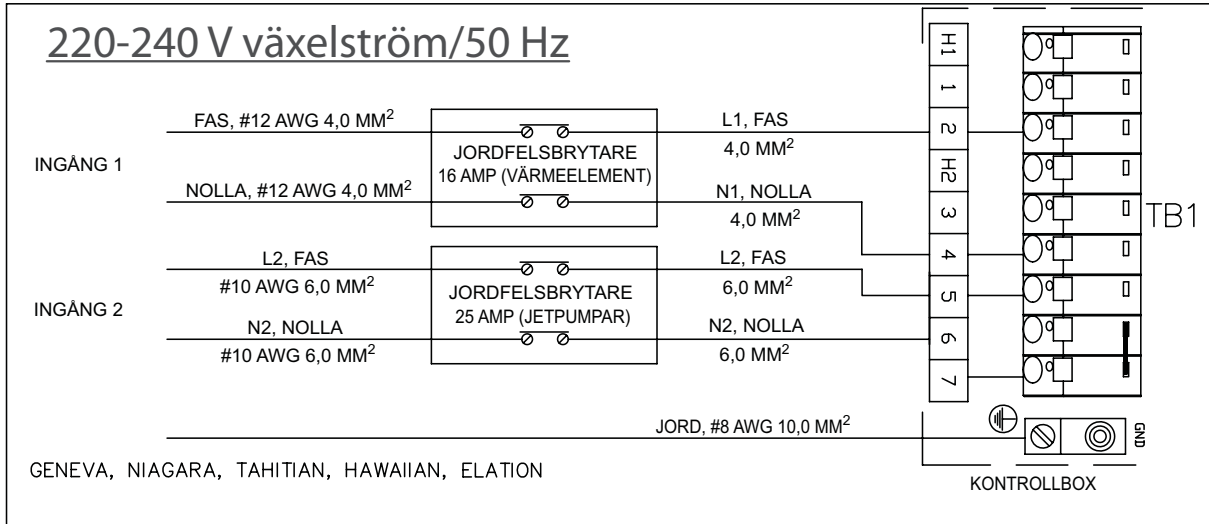 220-240 V växelström/50 Hz
INGÅNG 1
FAS, #12 AWG 4,0 MM²
NOLLA, #12 AWG 4,0 MM²
JORDFELSBRYTARE
16 AMP (VÄRMEELEMENT)
L1, FAS
4,0 MM²
N1, NOLLA
4,0 MM²
INGÅNG 2
L2, FAS
#10 AWG 6,0 MM²
N2, NOLLA
#10 AWG 6,0 MM²
JORDFELSBRYTARE
25 AMP (JETPUMPAR)
L2, FAS
6,0 MM²
N2, NOLLA
6,0 MM²
JORD, #8 AWG 10,0 MM²
H1
1
2
H2
3
4
5
6
7
TB1
GND
KONTROLLBOX
GENEVA, NIAGARA, TAHITIAN, HAWAIIAN, ELATION